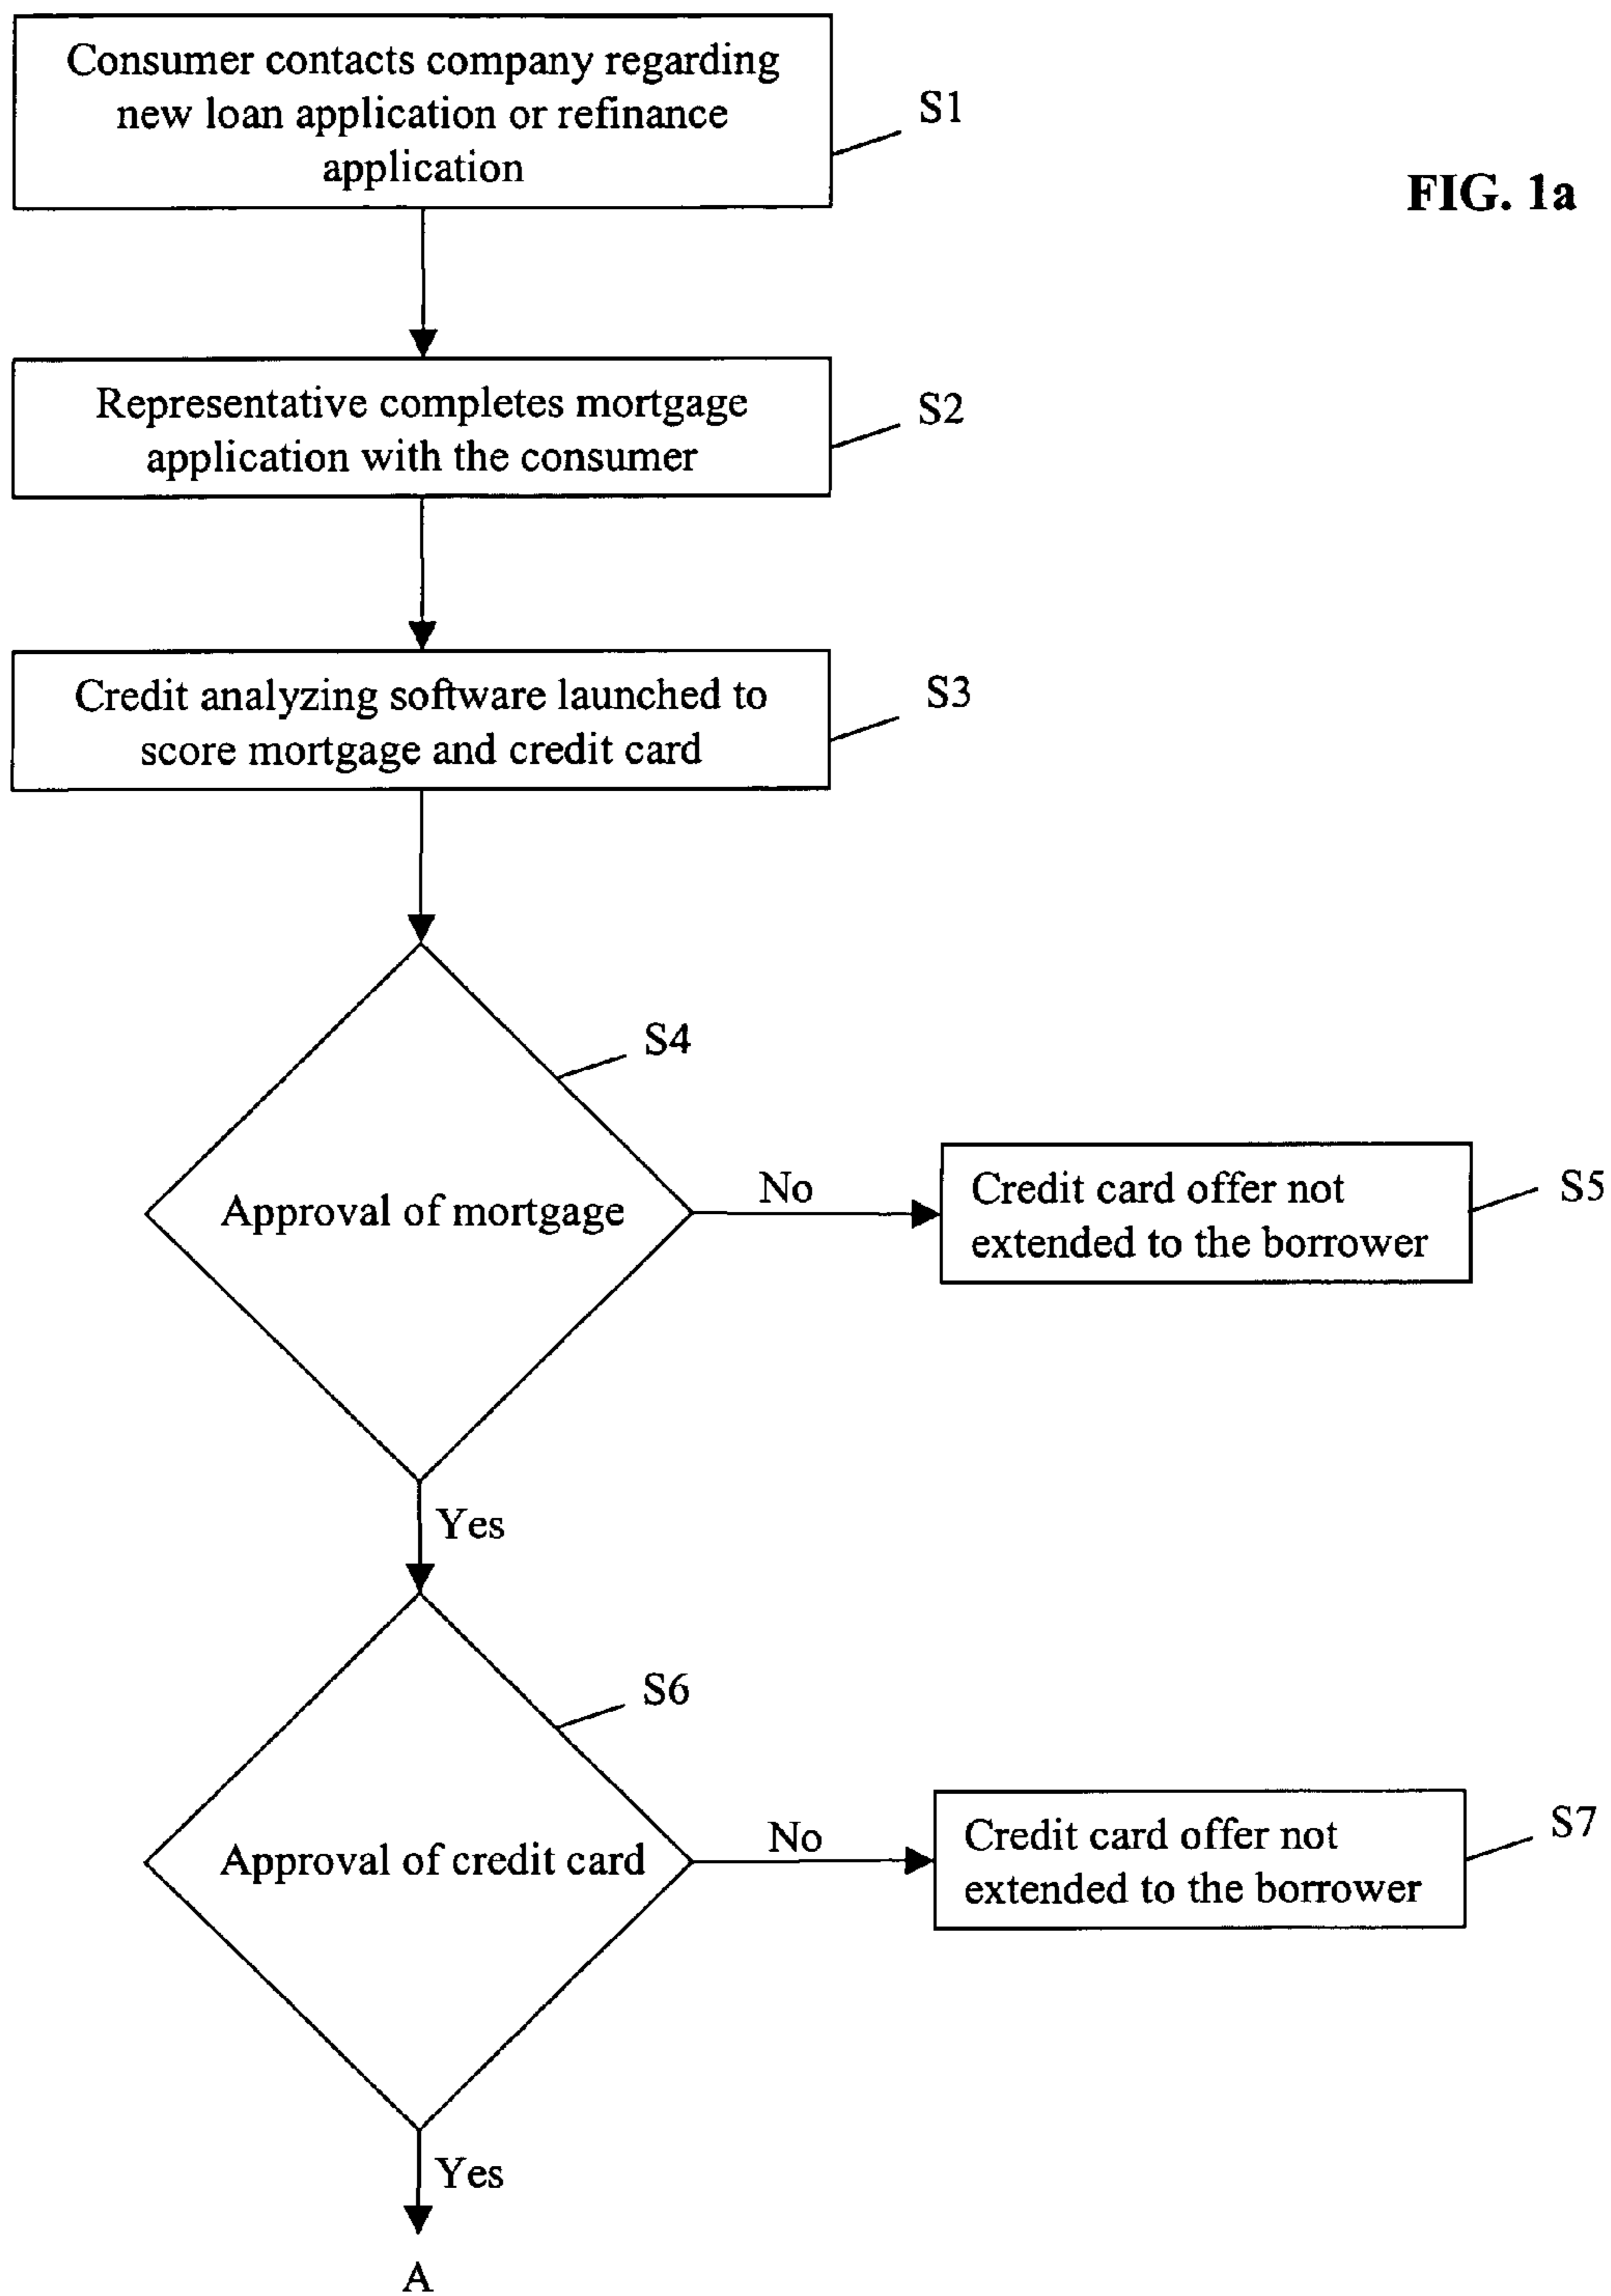 Consumer contacts company regarding
new loan application or refinance
application
S1
FIG. 1a
Representative completes mortgage
application with the consumer
S2
Credit analyzing software launched to
score mortgage and credit card
S3
S4
Approval of mortgage
No
Credit card offer not
extended to the borrower
S5
Yes
S6
Approval of credit card
No
Credit card offer not
extended to the borrower
S7
Yes
A